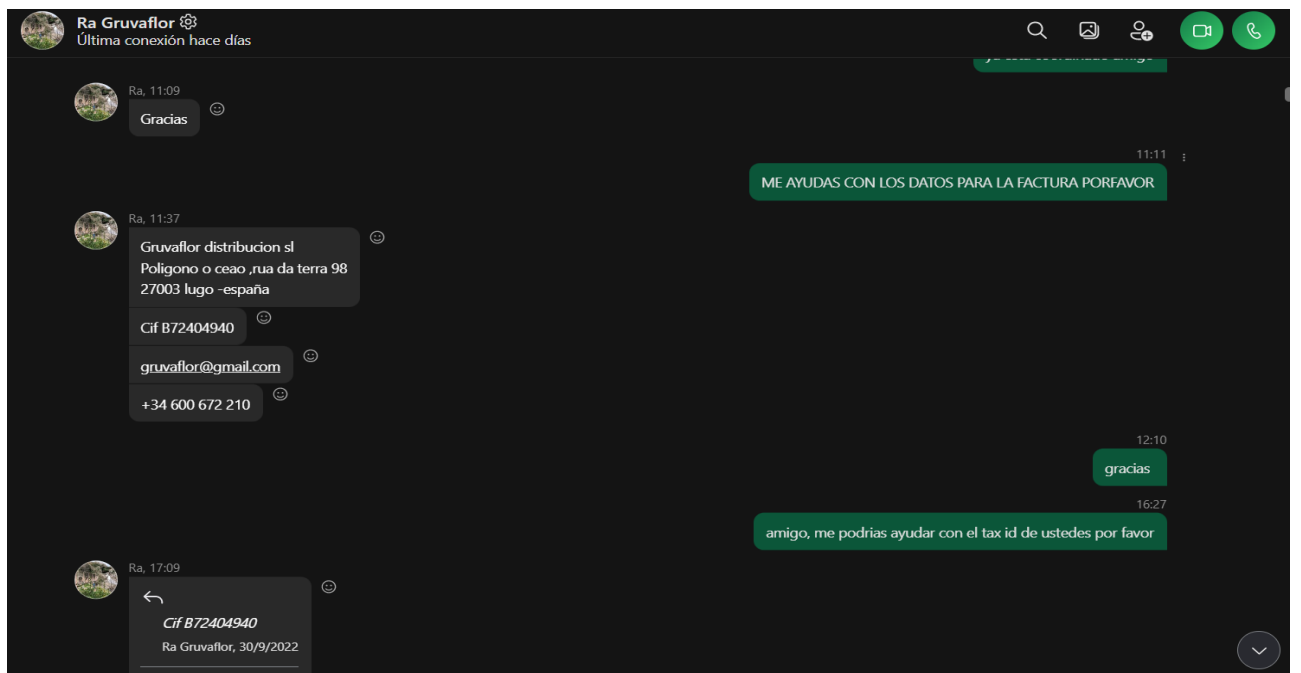 Ra Gruvaflor
Última conexión hace días
Ra, 11:09
Gracias
11:11
ME AYUDAS CON LOS DATOS PARA LA FACTURA PORFAVOR
Ra, 11:37
Gruvaflor distribucion sl
Poligono o ceao ,rua da terra 98
27003 lugo -españa
Cif B72404940
gruvaflor@gmail.com
+34 600 672 210
12:10
gracias
16:27
amigo, me podrias ayudar con el tax id de ustedes por favor
Ra, 17:09
Cif B72404940
Ra Gruvaflor, 30/9/2022